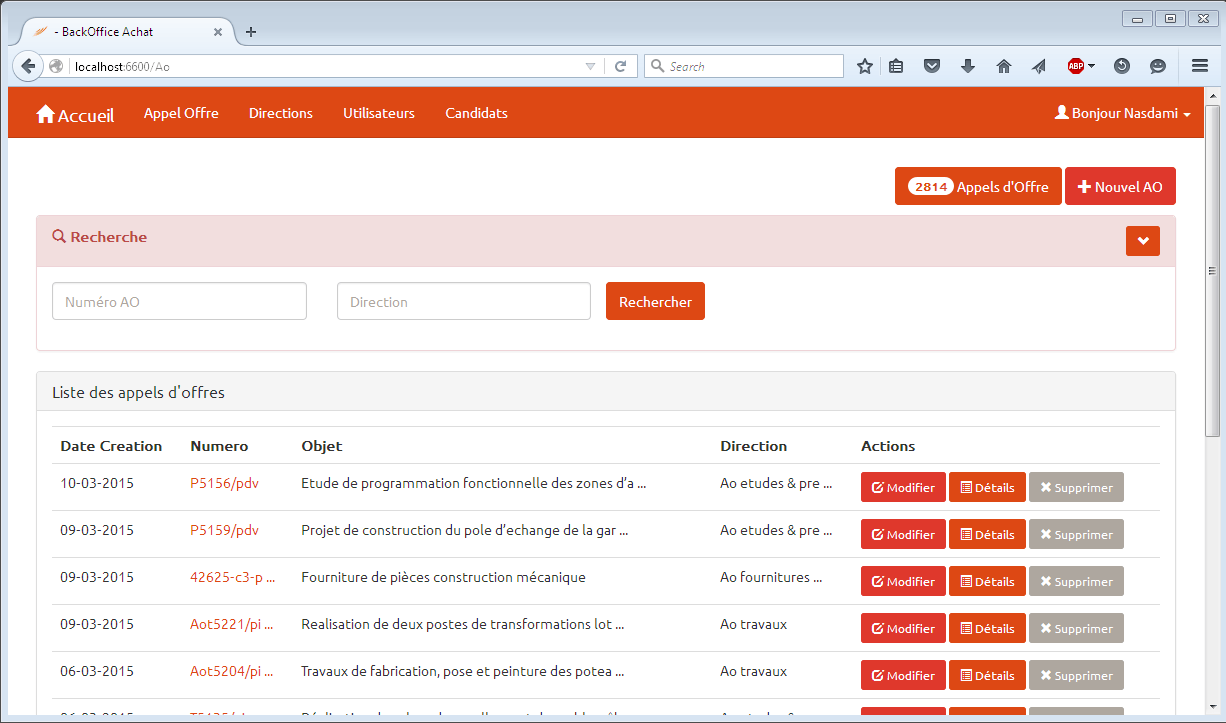 - BackOffice Achat
localhost:6600/Ao
Search
ABP
Accueil Appel Offre Directions Utilisateurs Candidats Bonjour Nasdami
2814 Appels d'Offre Nouvel AO
Recherche
Numéro AO Direction Rechercher
Liste des appels d'offres
Date Creation Numero Objet Direction Actions
10-03-2015 P5156/pdv Etude de programmation fonctionnelle des zones d’a ... Ao etudes & pre ... Modifier Détails Supprimer
09-03-2015 P5159/pdv Projet de construction du pole d’echange de la gar ... Ao etudes & pre ... Modifier Détails Supprimer
09-03-2015 42625-c3-p ... Fourniture de pièces construction mécanique Ao fournitures ... Modifier Détails Supprimer
09-03-2015 Aot5221/pi ... Realisation de deux postes de transformations lot ... Ao travaux Modifier Détails Supprimer
06-03-2015 Aot5204/pi ... Travaux de fabrication, pose et peinture des potea ... Ao travaux Modifier Détails Supprimer